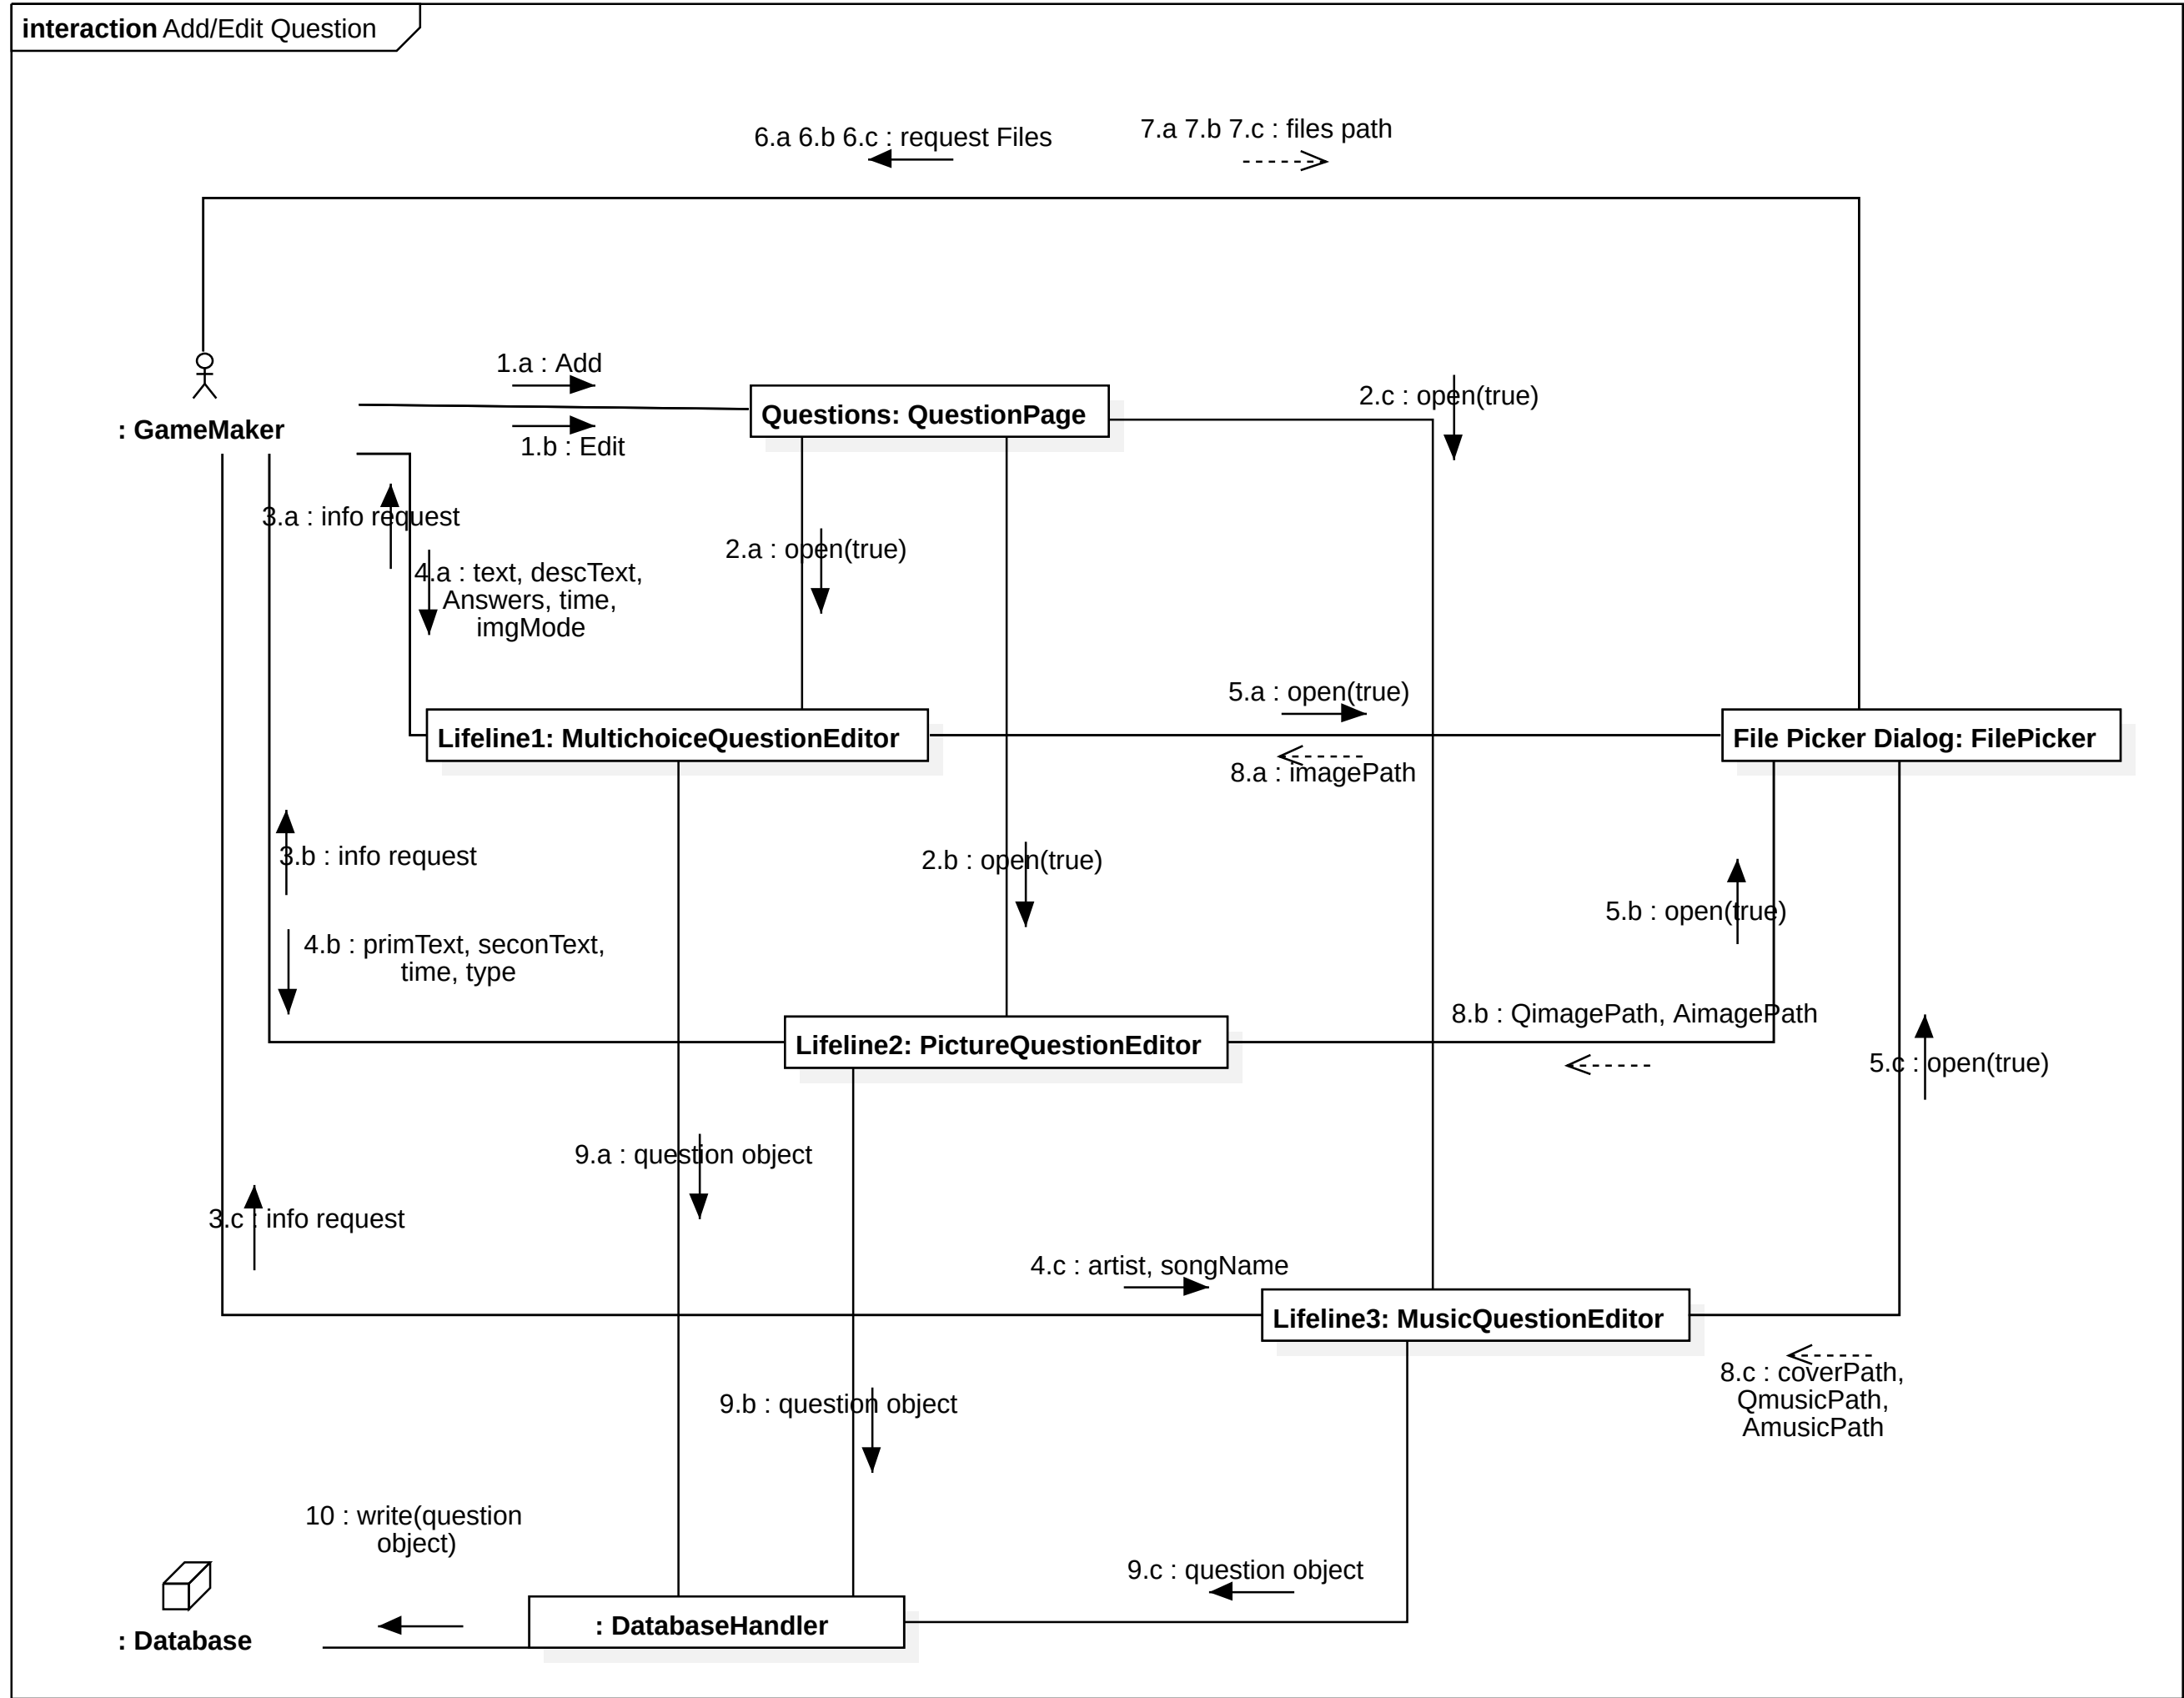 interaction Add/Edit Question
6.a 6.b 6.c : request Files
7.a 7.b 7.c : files path
1.a : Add
: GameMaker
1.b : Edit
Questions: QuestionPage
2.c : open(true)
3.a : info request
2.a : open(true)
4.a : text, descText,
Answers, time,
imgMode
5.a : open(true)
Lifeline1: MultichoiceQuestionEditor
File Picker Dialog: FilePicker
8.a : imagePath
3.b : info request
2.b : open(true)
5.b : open(true)
4.b : primText, seconText,
time, type
8.b : QimagePath, AimagePath
Lifeline2: PictureQuestionEditor
5.c : open(true)
9.a : question object
3.c : info request
4.c : artist, songName
Lifeline3: MusicQuestionEditor
8.c : coverPath,
QmusicPath,
AmusicPath
9.b : question object
10 : write(question
object)
9.c : question object
: DatabaseHandler
: Database